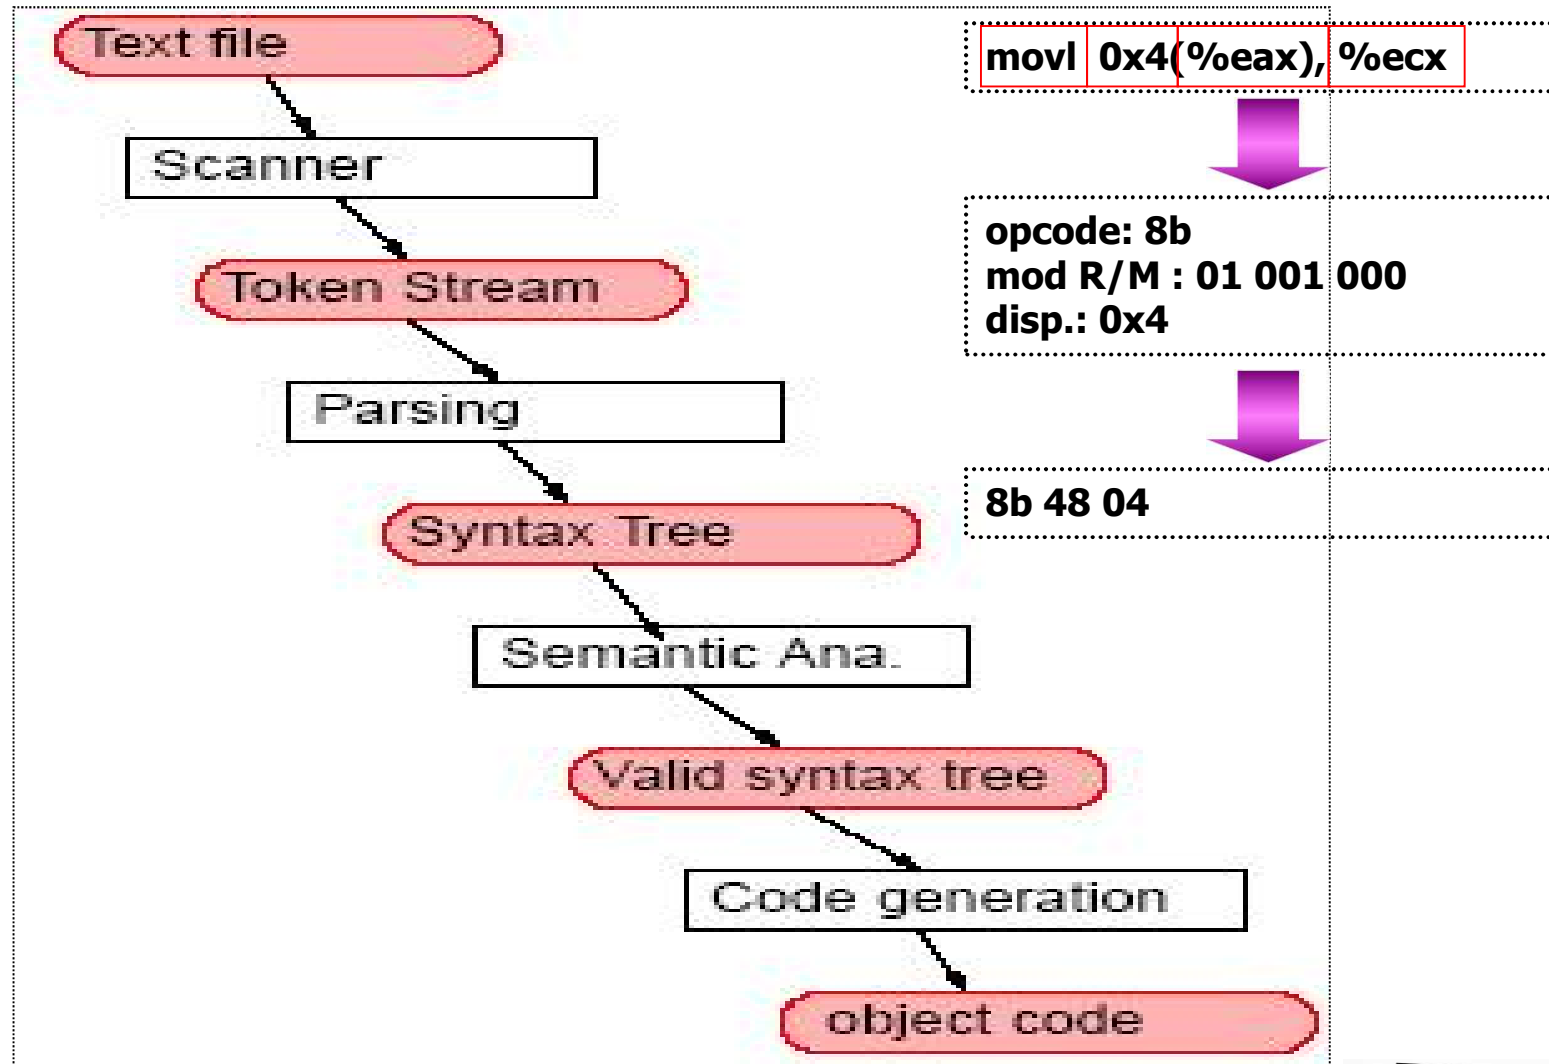 Text file
Scanner
Token Stream
Parsing
Syntax Tree
Semantic Ana.
Valid syntax tree
Code generation
object code
movl 0x4(%eax), %ecx
opcode: 8b
mod R/M : 01 001 000
disp.: 0x4
8b 48 04